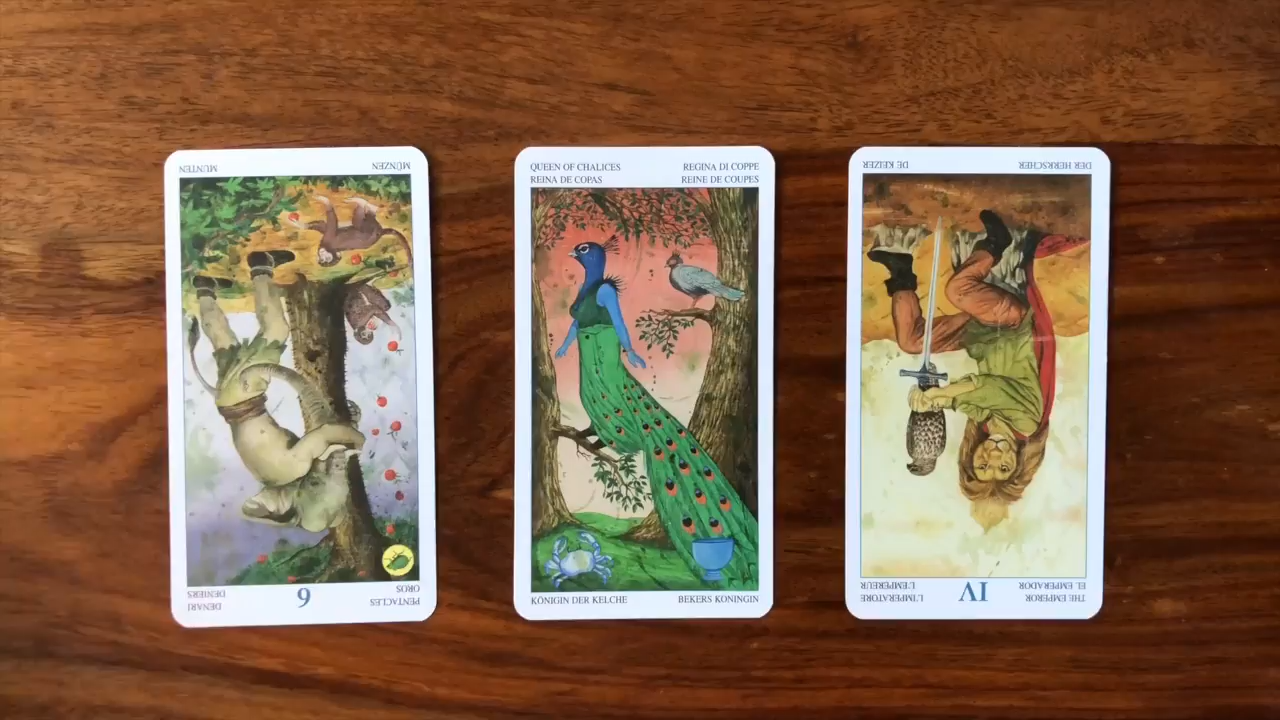 PENTACLES 6 DENARI
OROS DENIERS
MÜNZEN MUNTEN
QUEEN OF CHALICES REGINA DI COPPE
REINA DE COPAS REINE DE COUPES
KÖNIGIN DER KELCHE BEKERS KONINGIN
THE EMPEROR IV L'IMPERATORE
EL EMPERADOR L'EMPEREUR
DER HERRSCHER DE KEIZER